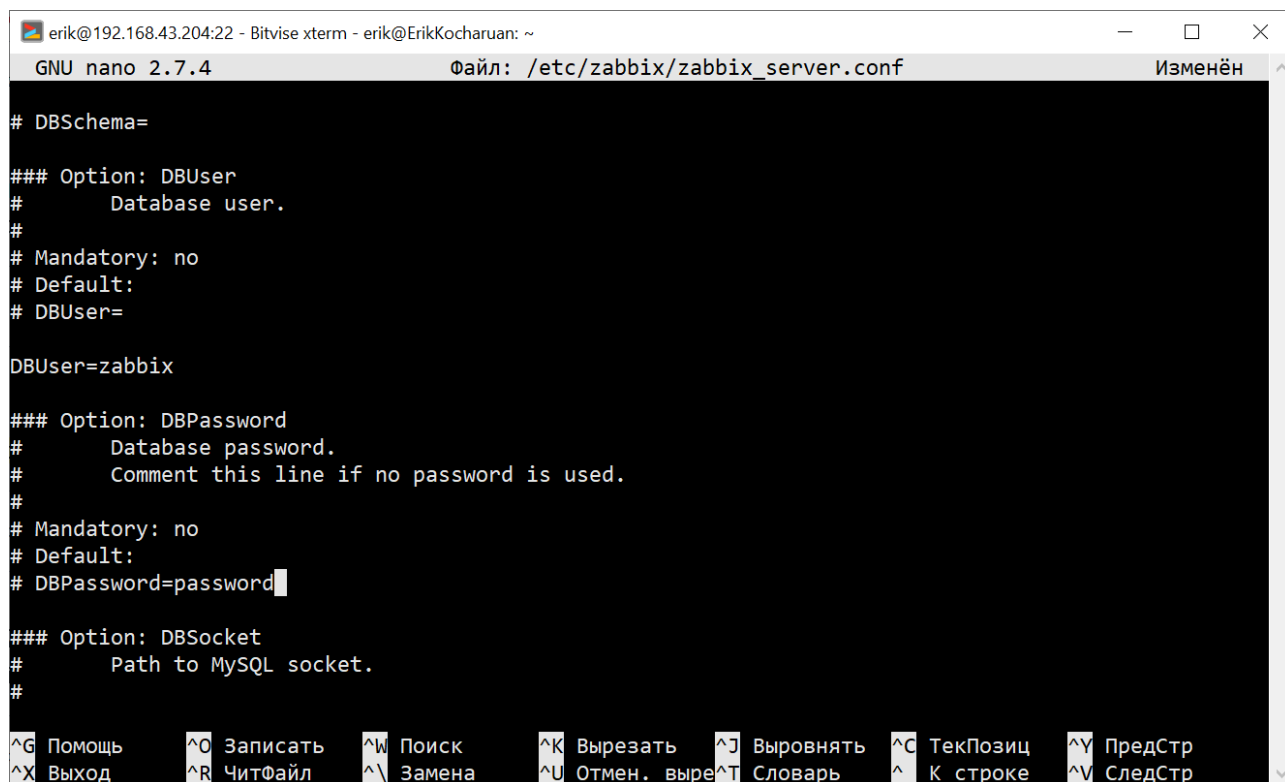 erik@192.168.43.204:22 - Bitvise xterm - erik@ErikKocharuan: ~
GNU nano 2.7.4 Файл: /etc/zabbix/zabbix_server.conf Изменён
# DBSchema=
### Option: DBUser
# Database user.
#
# Mandatory: no
# Default:
# DBUser=
DBUser=zabbix
### Option: DBPassword
# Database password.
# Comment this line if no password is used.
#
# Mandatory: no
# Default:
# DBPassword=password
### Option: DBSocket
# Path to MySQL socket.
#
^G Помощь ^O Записать ^W Поиск ^K Вырезать ^J Выровнять ^C ТекПозиц ^Y ПредСтр
^X Выход ^R ЧитФайл ^\ Замена ^U Отмен. выре^T Словарь ^_ К строке ^V СледСтр